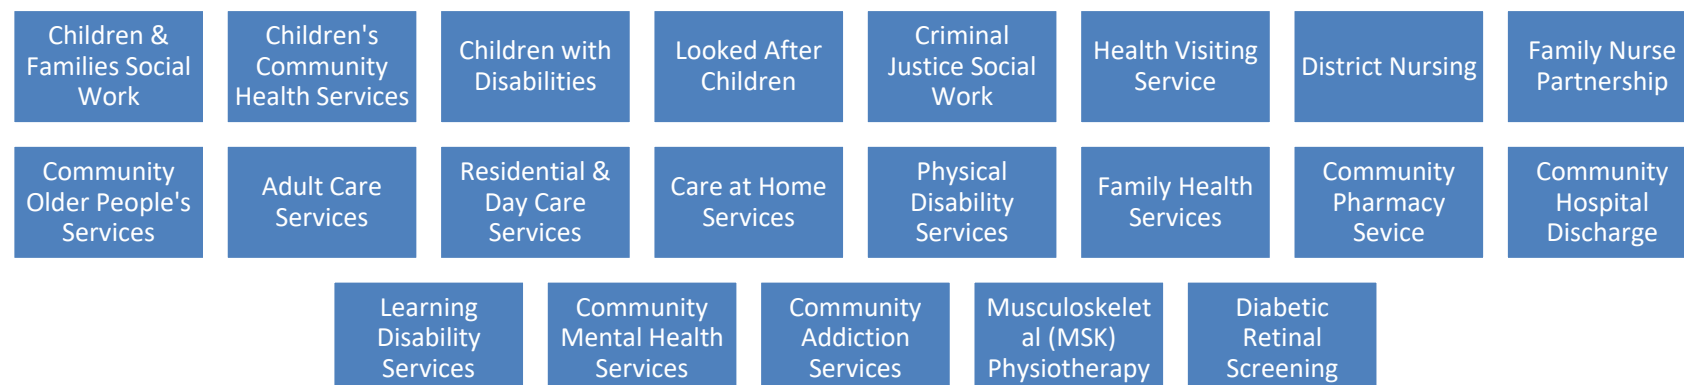 Children &
Families Social
Work
Children's
Community
Health Services
Children with
Disabilities
Looked After
Children
Criminal
Justice Social
Work
Health Visiting
Service
District Nursing
Family Nurse
Partnership
Community
Older People's
Services
Adult Care
Services
Residential &
Day Care
Services
Care at Home
Services
Physical
Disability
Services
Family Health
Services
Community
Pharmacy
Sevice
Community
Hospital
Discharge
Learning
Disability
Services
Community
Mental Health
Services
Community
Addiction
Services
Musculoskelet
al (MSK)
Physiotherapy
Diabetic
Retinal
Screening